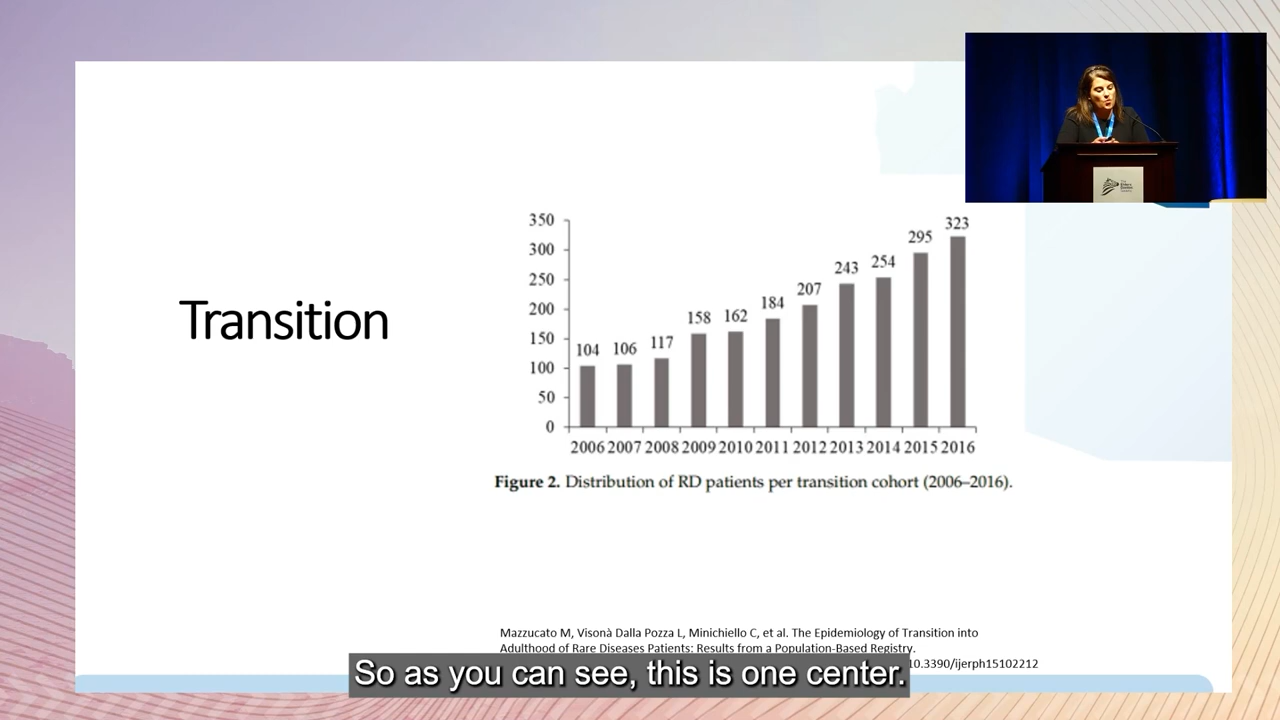 Transition
350
300
250
200
150
100
50
0
104
106
117
158
162
184
207
243
254
295
323
2006 2007 2008 2009 2010 2011 2012 2013 2014 2015 2016
Figure 2. Distribution of RD patients per transition cohort (2006–2016).
Mazzucato M, Visonà Dalla Pozza L, Minichiello C, et al. The Epidemiology of Transition into
Adulthood of Rare Diseases Patients: Results from a Population-Based Registry.
10.3390/ijerph15102212
So as you can see, this is one center.